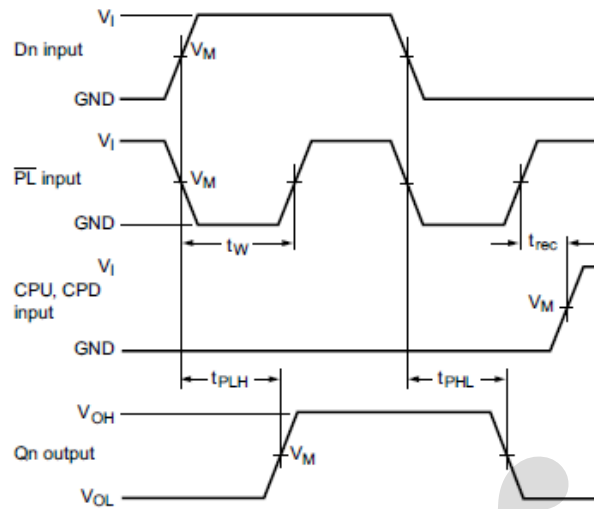 VI
Dn input
VM
GND
VI
PL input
VM
GND
tW
trec
VI
CPU, CPD
input
VM
GND
tPLH
tPHL
VOH
Qn output
VM
VOL